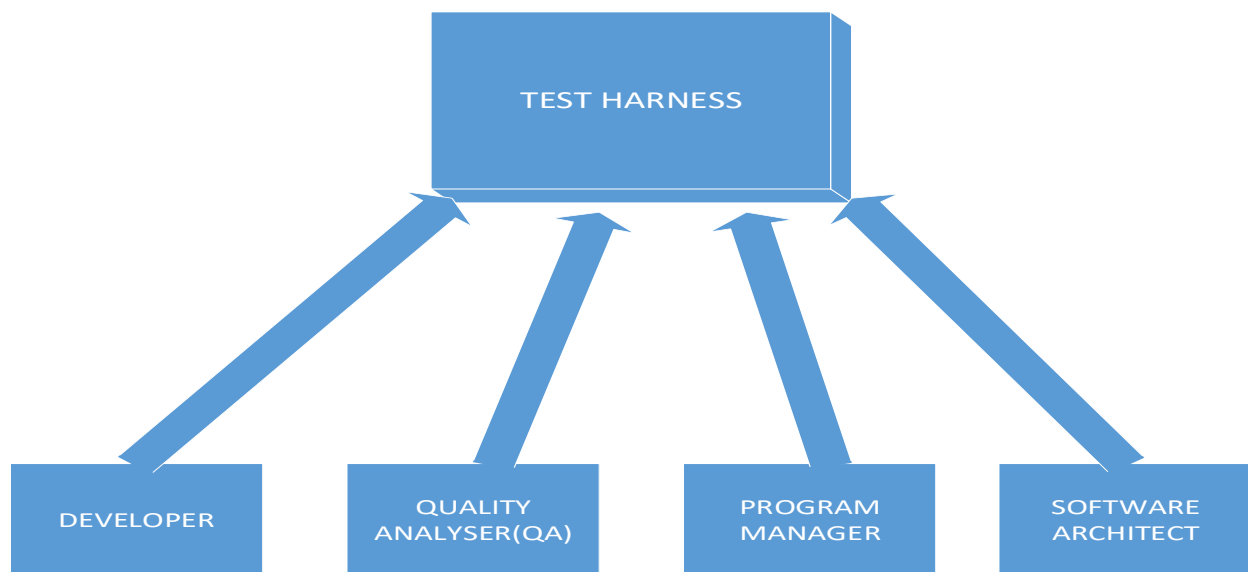 TEST HARNESS
DEVELOPER
QUALITY
ANALYSER(QA)
PROGRAM
MANAGER
SOFTWARE
ARCHITECT